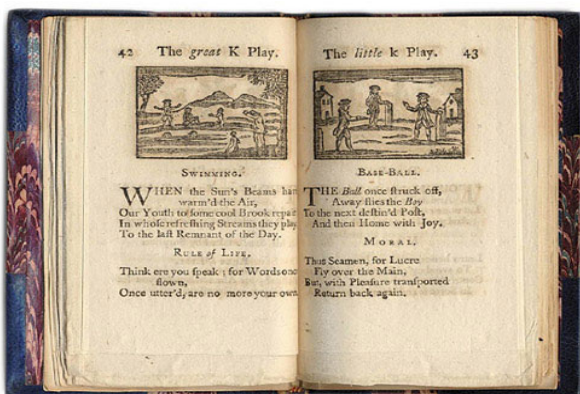 42 The great K Play.
SWIMMING.
WHEN the Sun's Beams have
warm'd the Air,
Our Youth to some cool Brook repair
In whose refreshing Streams they play
To the last Remnant of the Day.
RULE of LIFE.
Think ere you speak; for Words once
flown,
Once utter'd, are no more your own.
The little k Play. 43
BASE-BALL.
THE Ball once struck off,
Away flies the Boy
To the next destin'd Post,
And then Home with Joy.
MORAL.
Thus Seamen, for Lucre
Fly over the Main,
But, with Pleasure transported
Return back again.